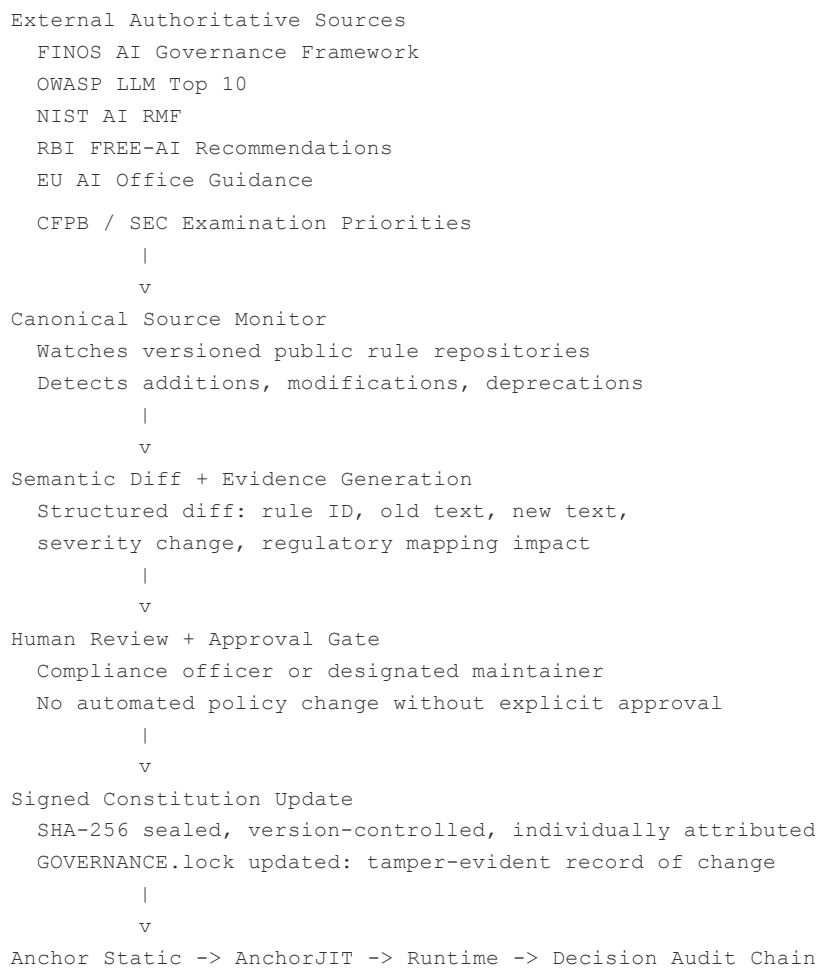 External Authoritative Sources
FINOS AI Governance Framework
OWASP LLM Top 10
NIST AI RMF
RBI FREE-AI Recommendations
EU AI Office Guidance
CFPB / SEC Examination Priorities
|
v
Canonical Source Monitor
Watches versioned public rule repositories
Detects additions, modifications, deprecations
|
v
Semantic Diff + Evidence Generation
Structured diff: rule ID, old text, new text,
severity change, regulatory mapping impact
|
v
Human Review + Approval Gate
Compliance officer or designated maintainer
No automated policy change without explicit approval
|
v
Signed Constitution Update
SHA-256 sealed, version-controlled, individually attributed
GOVERNANCE.lock updated: tamper-evident record of change
|
v
Anchor Static -> AnchorJIT -> Runtime -> Decision Audit Chain